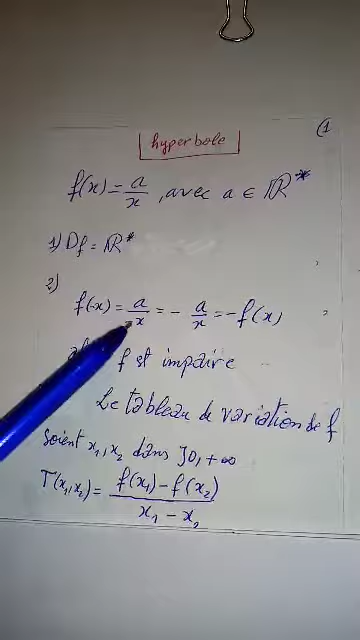 (1
hyperbole
f(x) = a/x , avec a ∈ ℝ*
1) Df = ℝ*
2)
f(-x) = a/-x = - a/x = -f(x)
f est impaire
Le tableau de variation de f
Soient x₁, x₂ dans ]0, +∞
T(x₁,x₂) = f(x₁) - f(x₂) / x₁ - x₂